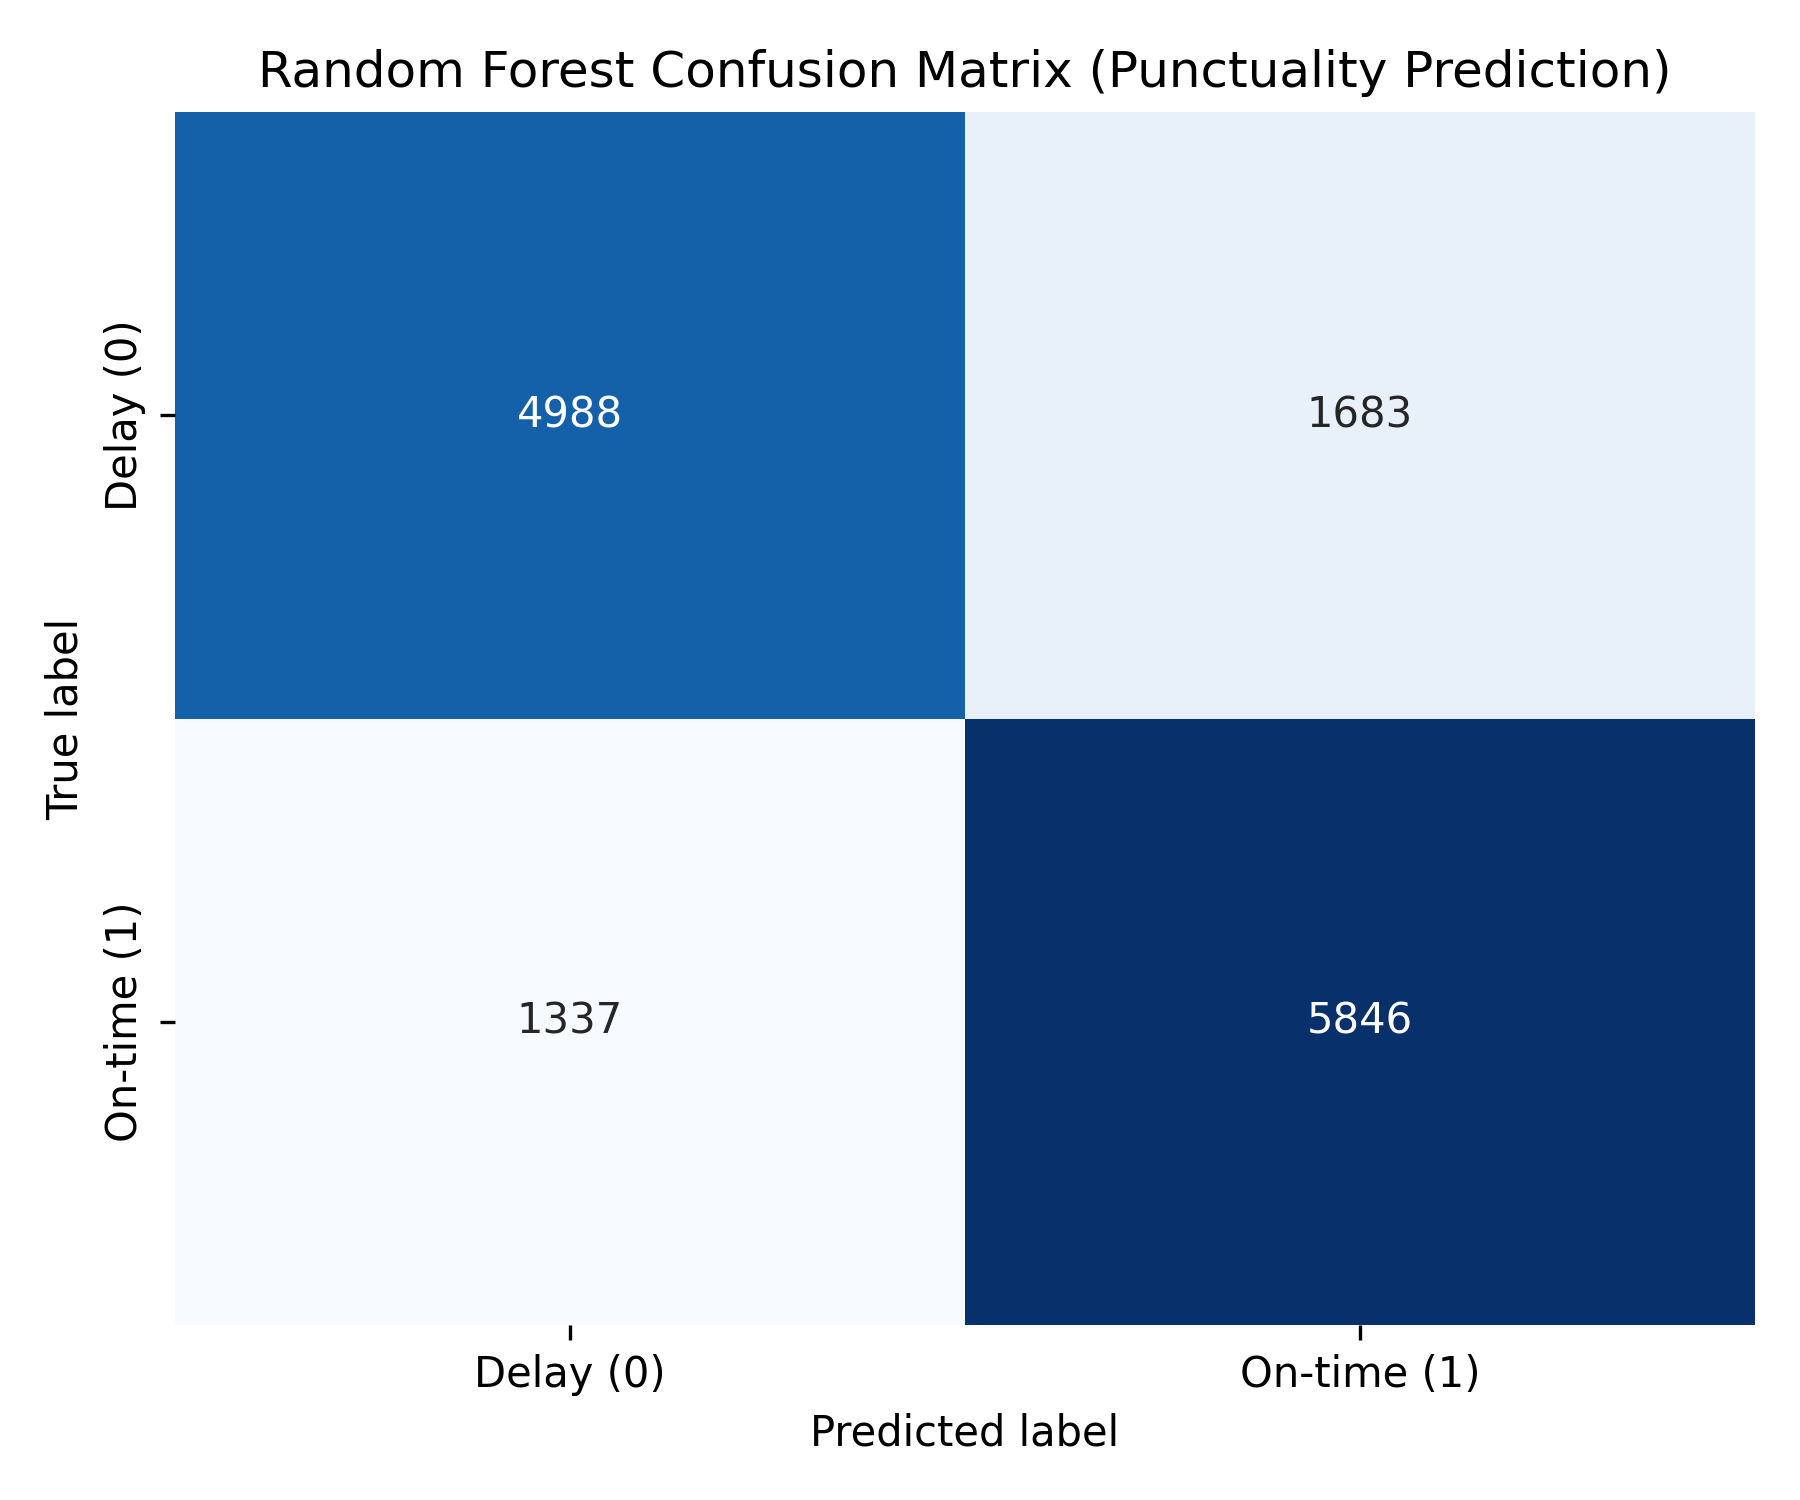 Random Forest Confusion Matrix (Punctuality Prediction)
True label
Delay (0)
4988 1683
On-time (1)
1337 5846
Delay (0) On-time (1)
Predicted label